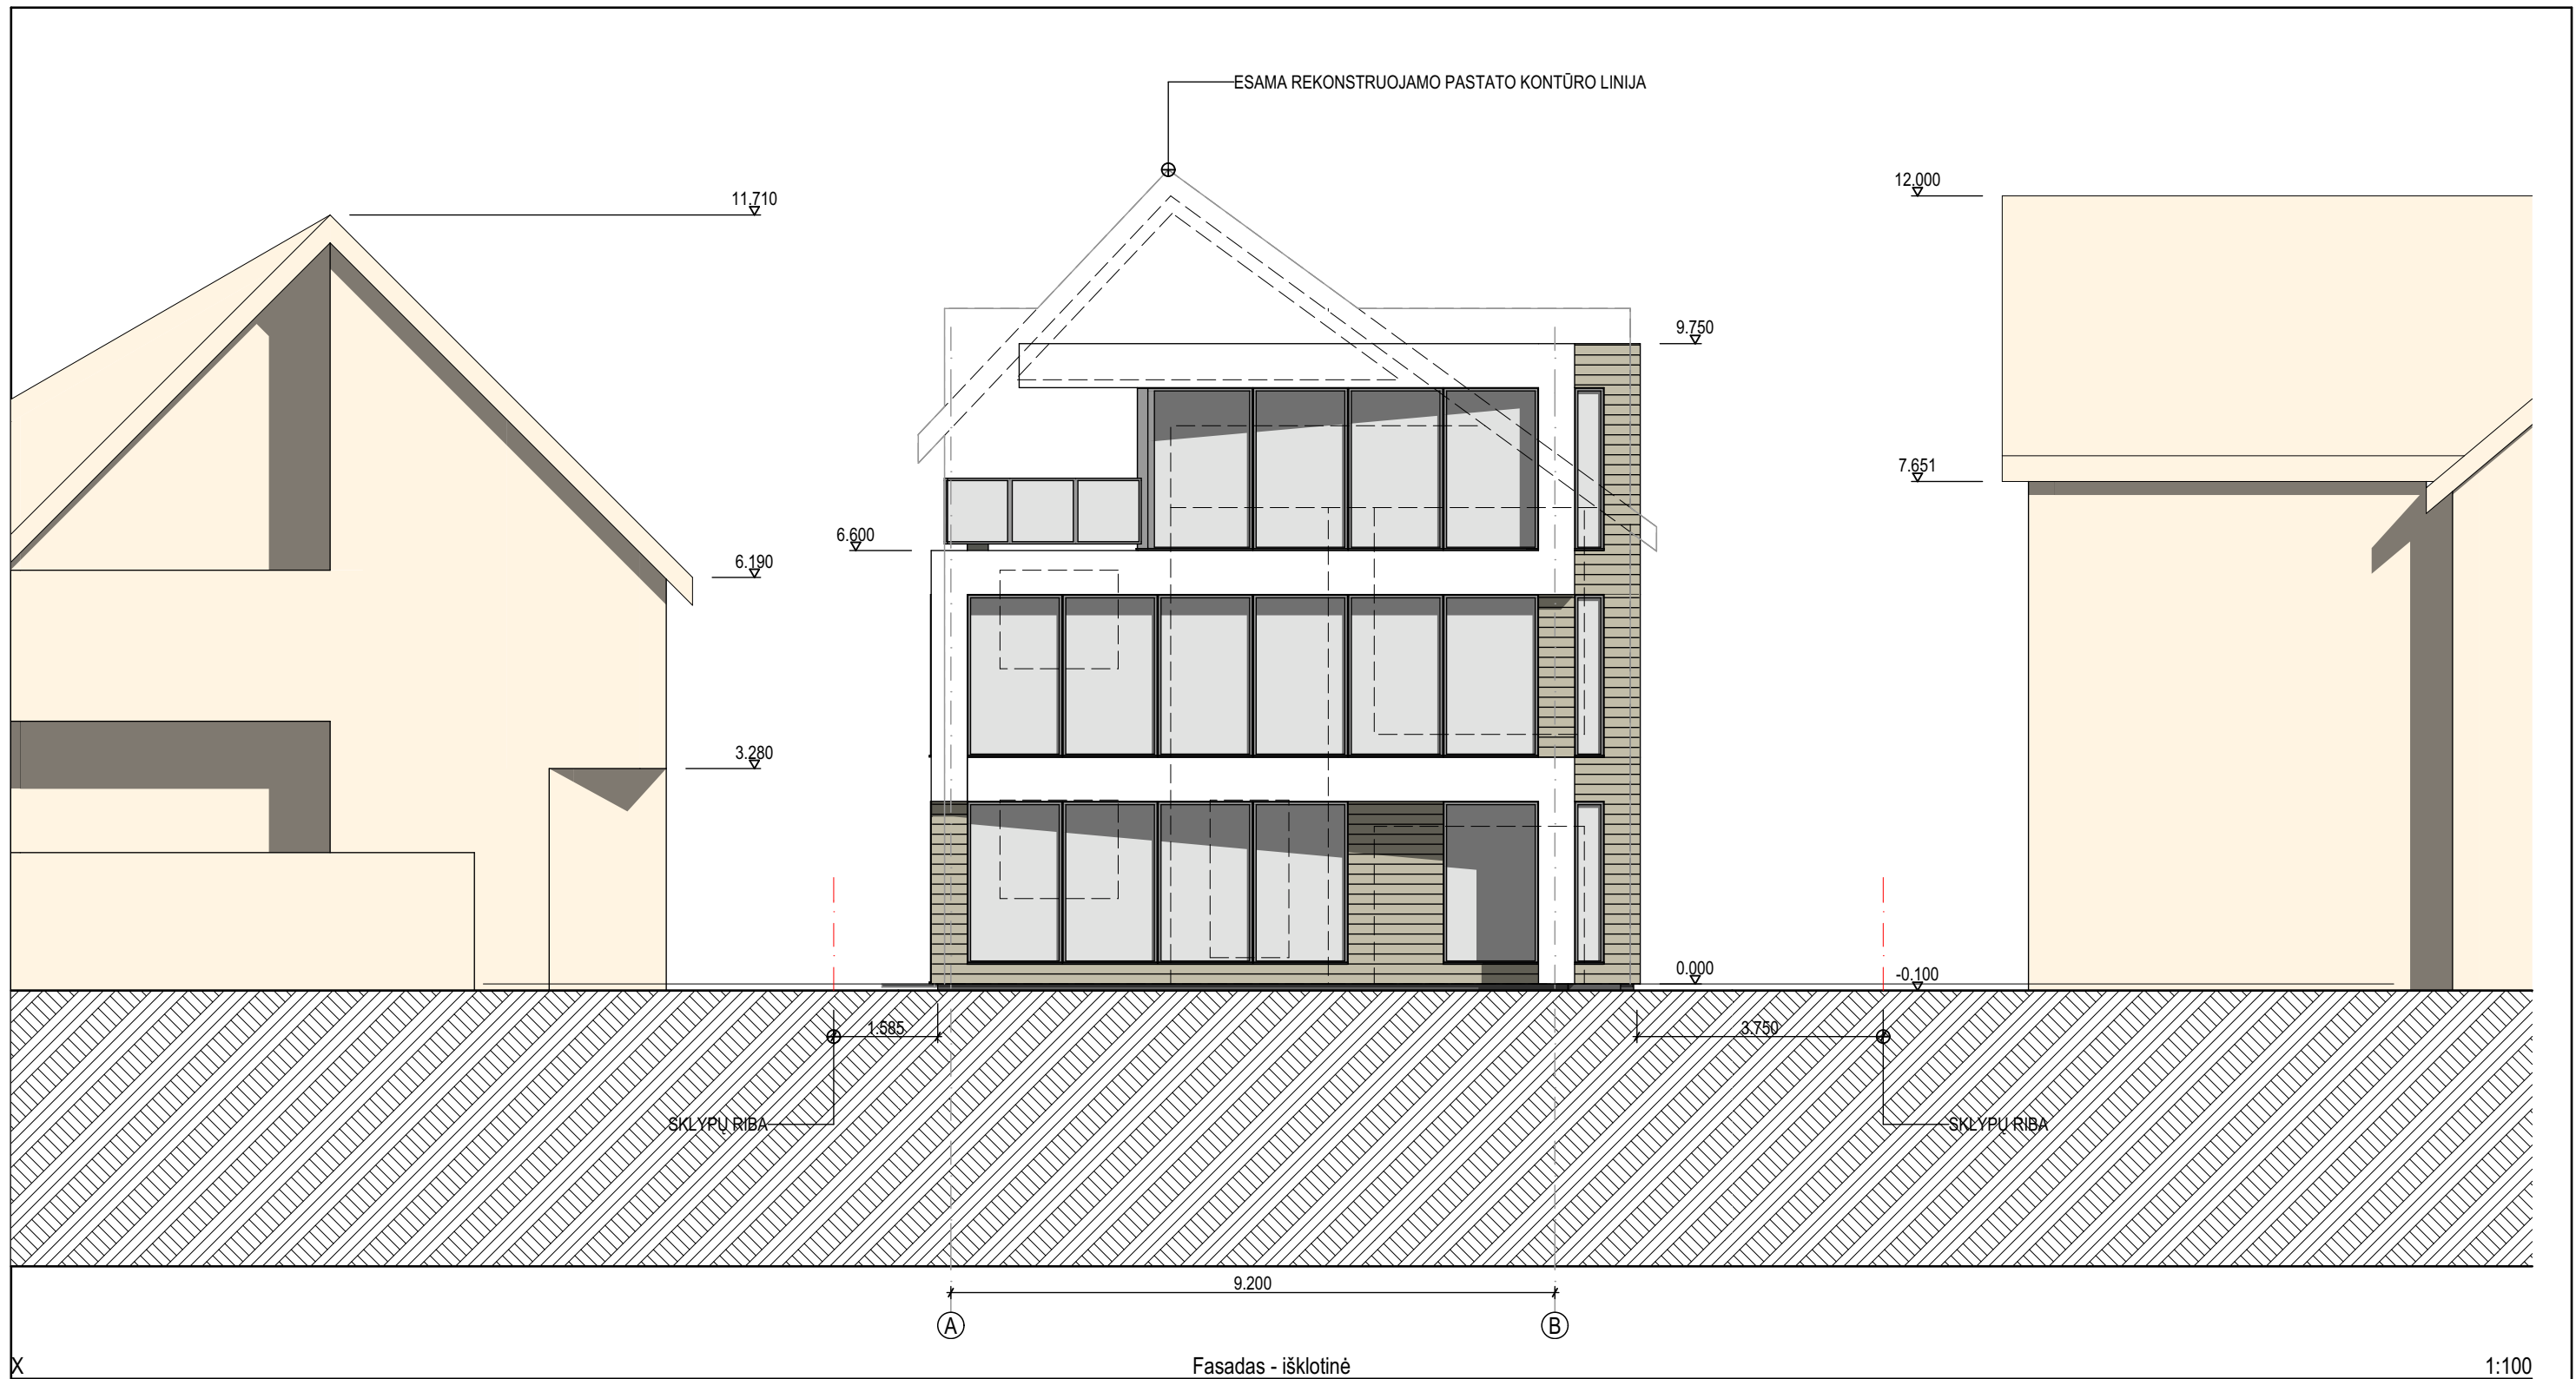 ESAMA REKONSTRUOJAMO PASTATO KONTŪRO LINIJA
11.710
12.000
9.750
7.651
6.600
6.190
3.280
0.000
-0.100
1.585
3.750
SKLYPŲ RIBA
SKLYPŲ RIBA
9.200
A
B
X
Fasadas - išklotinė
1:100